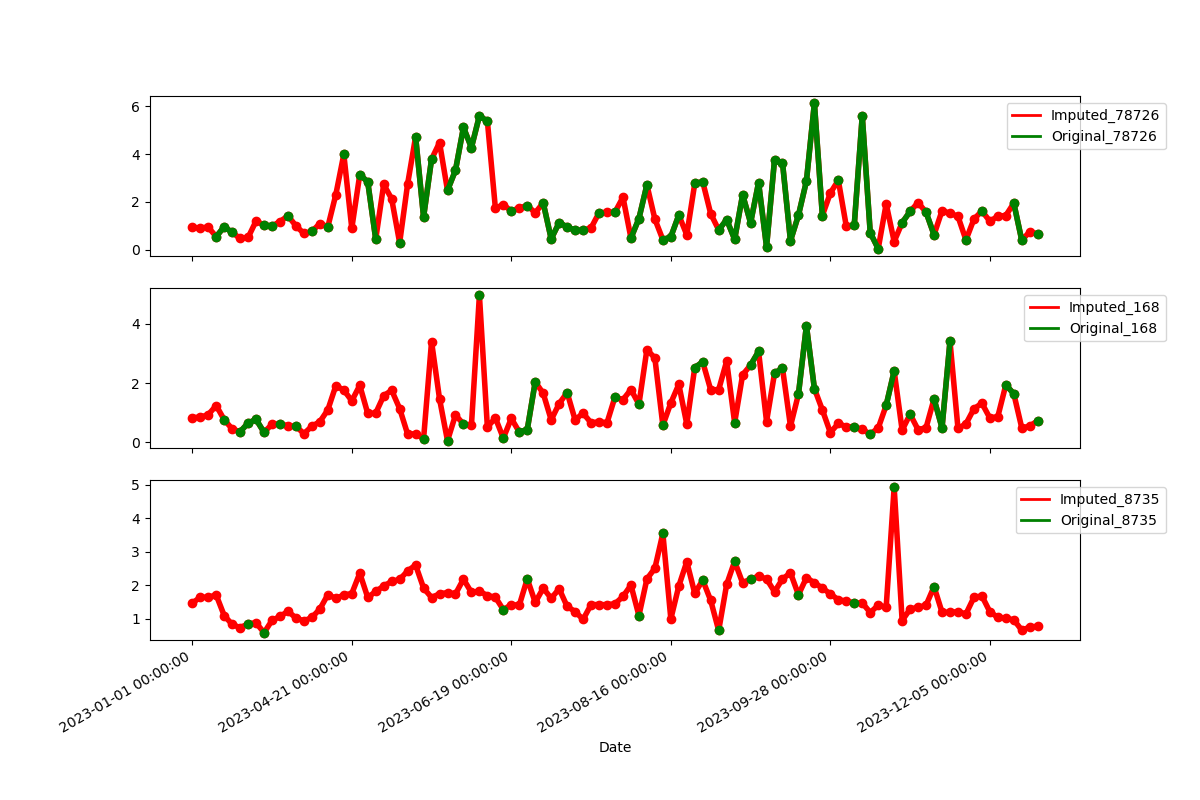 6
4
2
0
Imputed_78726
Original_78726
4
2
0
Imputed_168
Original_168
5
4
3
2
1
Imputed_8735
Original_8735
2023-01-01 00:00:00
2023-04-21 00:00:00
2023-06-19 00:00:00
2023-08-16 00:00:00
2023-09-28 00:00:00
2023-12-05 00:00:00
Date